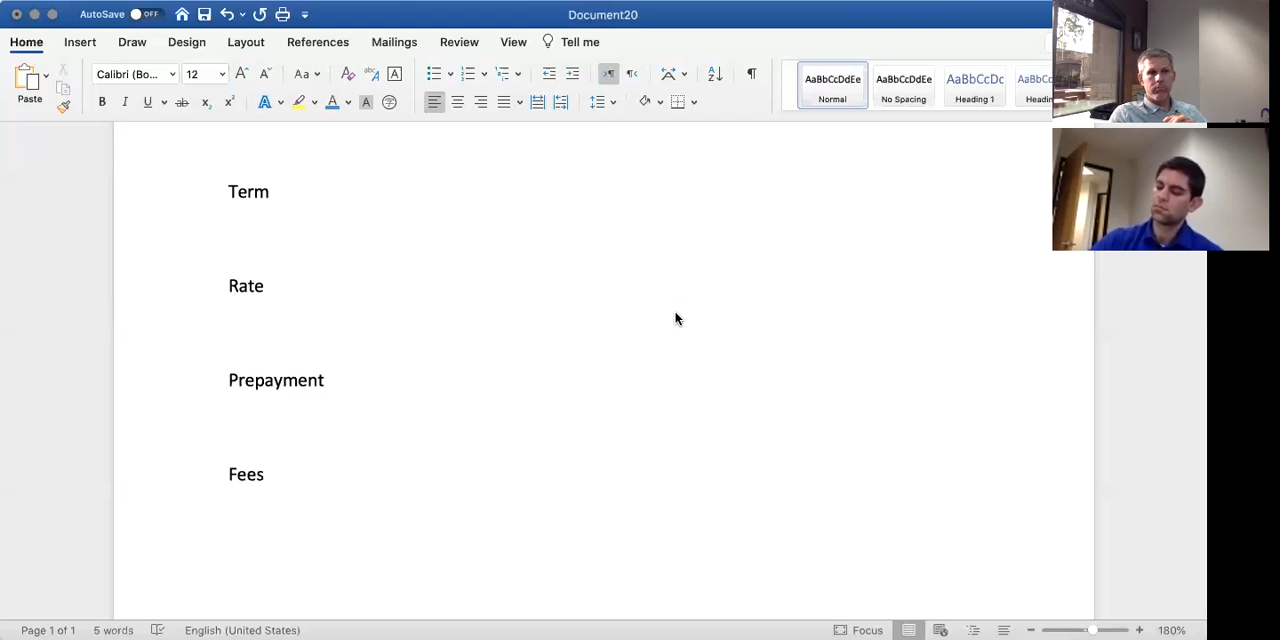 AutoSave OFF
Document20
Home Insert Draw Design Layout References Mailings Review View Tell me
Paste
Calibri (Bo... 12
AaBbCcDdEe AaBbCcDdEe AaBbCcDc AaBbCcDdEe
Normal No Spacing Heading 1 Headin
Term
Rate
Prepayment
Fees
Page 1 of 1 5 words English (United States) Focus 180%